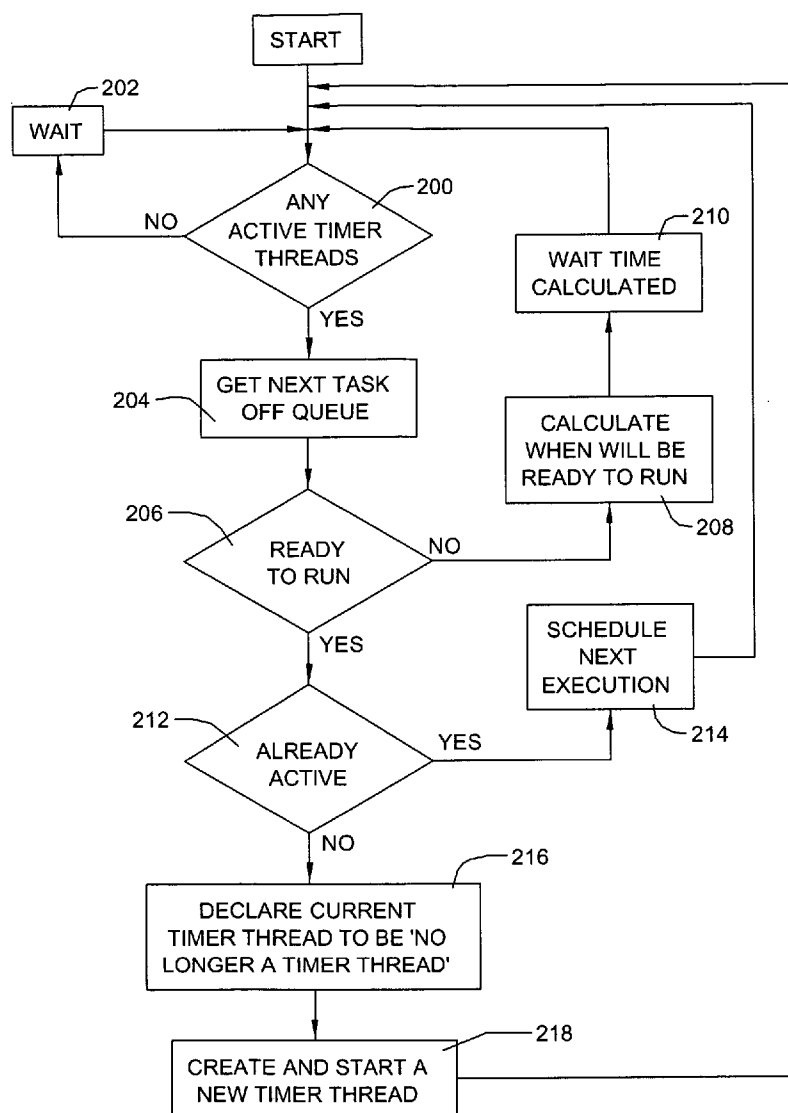 START
202
WAIT
200
NO
ANY
ACTIVE TIMER
THREADS
210
WAIT TIME
CALCULATED
YES
204
GET NEXT TASK
OFF QUEUE
CALCULATE
WHEN WILL BE
READY TO RUN
208
206
READY
TO RUN
NO
YES
SCHEDULE
NEXT
EXECUTION
214
212
ALREADY
ACTIVE
YES
NO
216
DECLARE CURRENT
TIMER THREAD TO BE 'NO
LONGER A TIMER THREAD'
218
CREATE AND START A
NEW TIMER THREAD